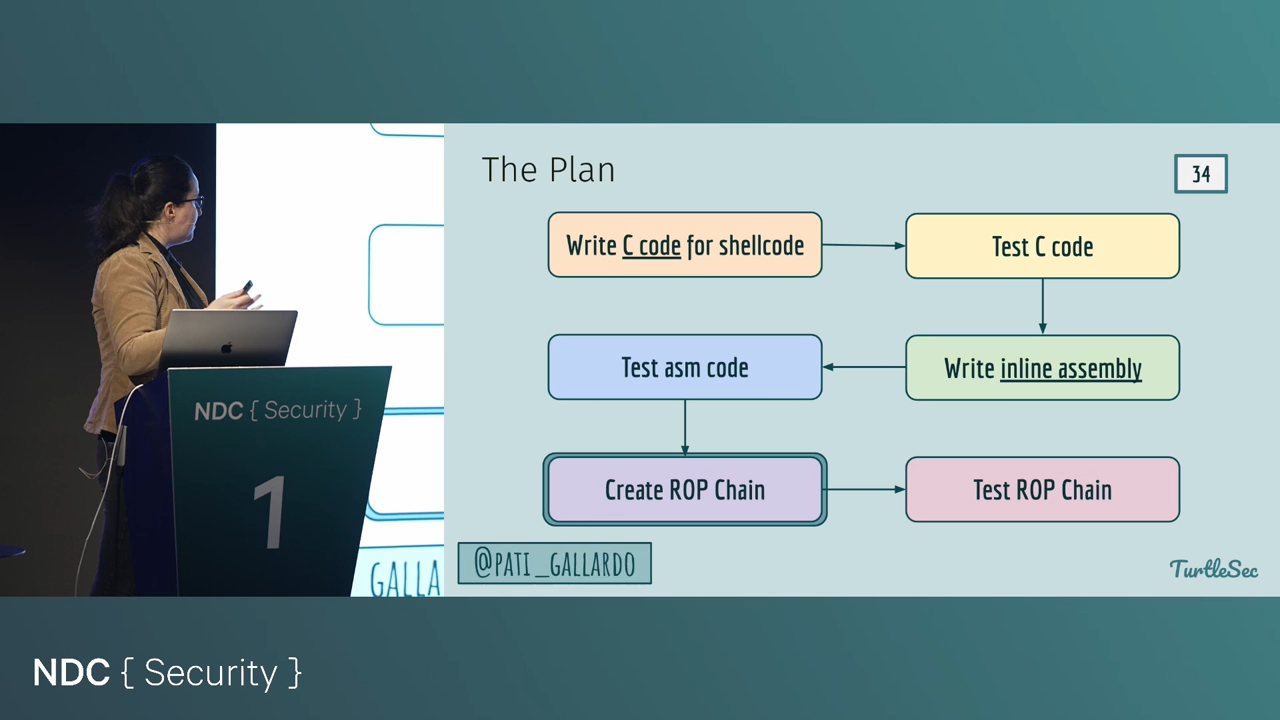 The Plan
34
Write C code for shellcode
Test C code
Test asm code
Write inline assembly
Create ROP Chain
Test ROP Chain
@PATI_GALLARDO
TurtleSec
GALLA
NDC { Security }
1
NDC { Security }